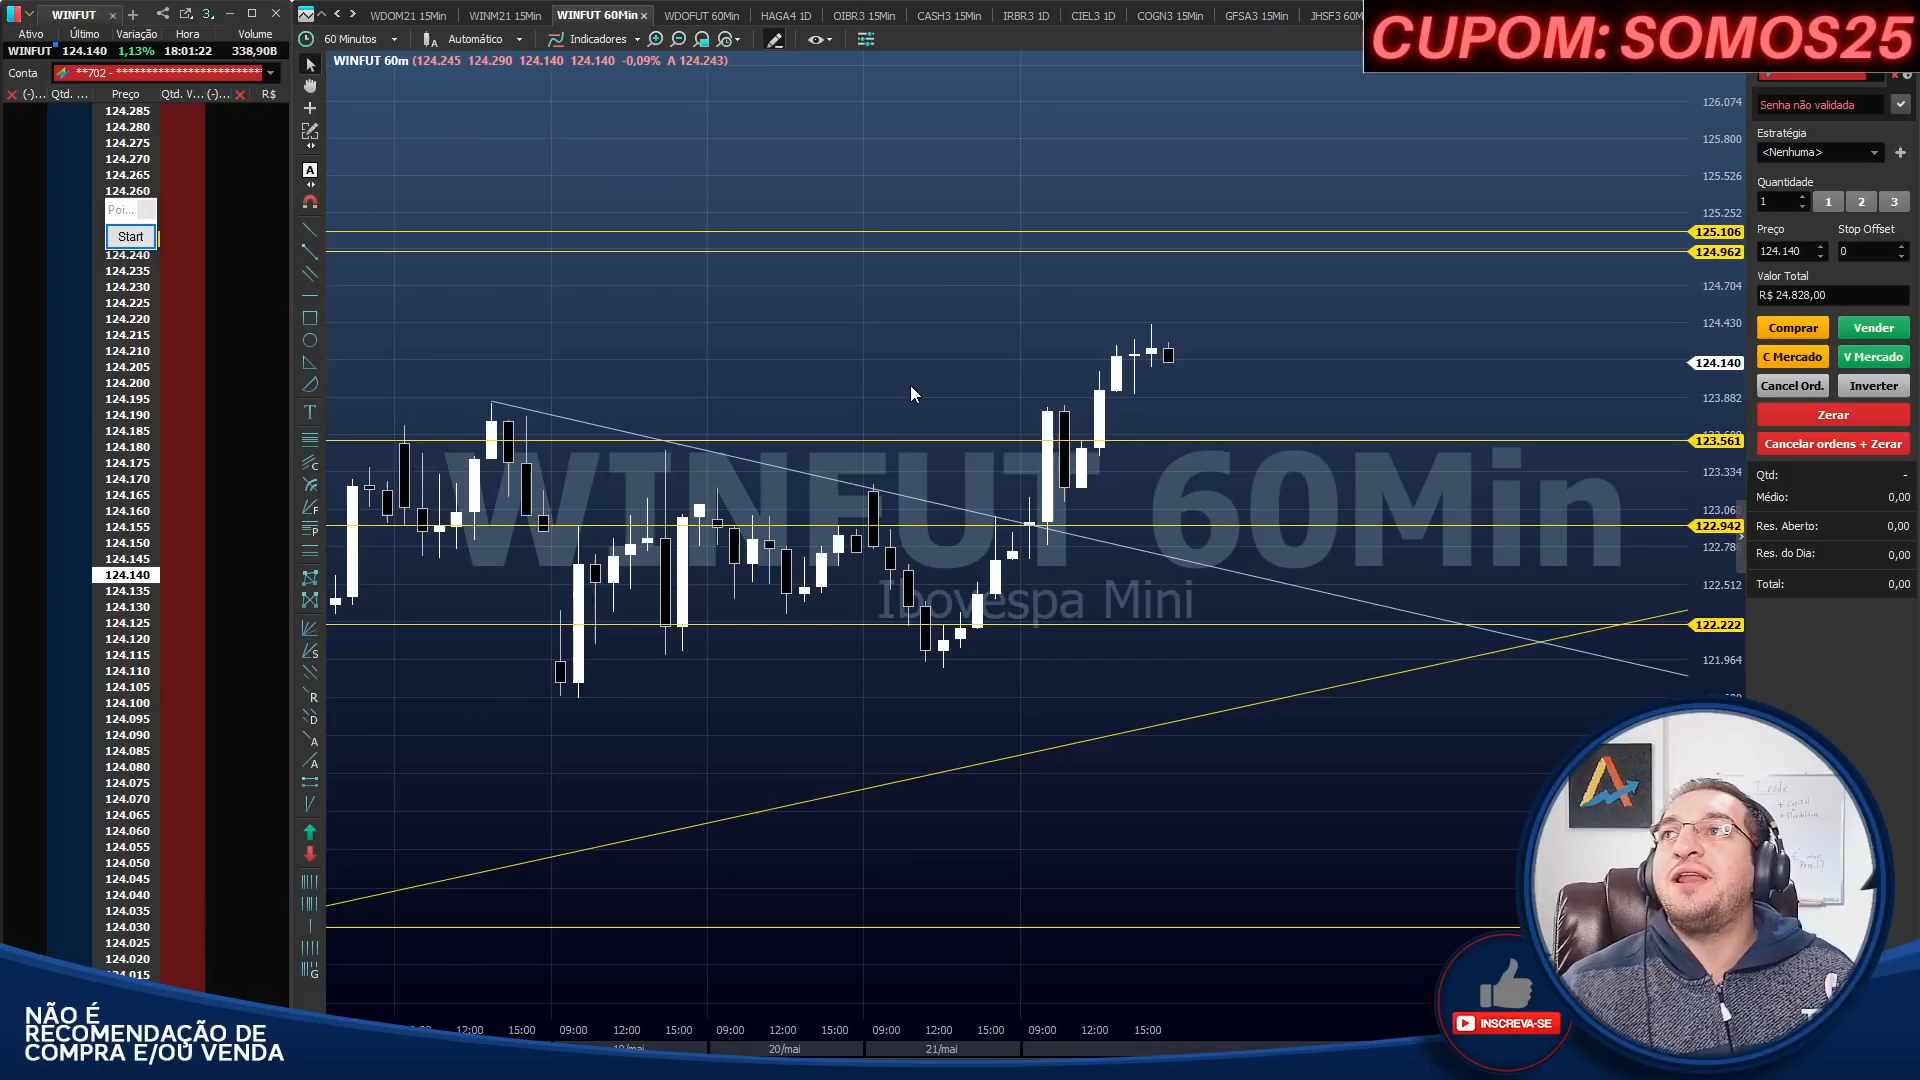 WINFUT
3.
Ativo Último Variação Hora Volume
WINFUT 124.140 1,13% 18:01:22 338,90B
Conta **702 - **************************
(-)... Qtd. ... Preço Qtd. V... (-)... R$
124.285
124.280
124.275
124.270
124.265
124.260
Poi...
Start
124.240
124.235
124.230
124.225
124.220
124.215
124.210
124.205
124.200
124.195
124.190
124.185
124.180
124.175
124.170
124.165
124.160
124.155
124.150
124.145
124.140
124.135
124.130
124.125
124.120
124.115
124.110
124.105
124.100
124.095
124.090
124.085
124.080
124.075
124.070
124.065
124.060
124.055
124.050
124.045
124.040
124.035
124.030
124.025
124.020
124.015
NÃO É
RECOMENDAÇÃO DE
COMPRA E/OU VENDA
WDOM21 15Min WINM21 15Min WINFUT 60Min WDOFUT 60Min HAGA4 1D OIBR3 15Min CASH3 15Min IRBR3 1D CIEL3 1D COGN3 15Min GFSA3 15Min JHSF3 60M
60 Minutos Automático Indicadores
WINFUT 60m (124.245 124.290 124.140 124.140 -0,09% A 124.243)
WINFUT 60Min
Ibovespa Mini
126.074
125.800
125.526
125.252
125.106
124.962
124.704
124.430
124.140
123.882
123.561
123.334
123.060
122.942
122.512
122.222
121.964
12:00 15:00 09:00 12:00 15:00 09:00 12:00 15:00 09:00 12:00 15:00 09:00 12:00 15:00
20/mai 21/mai
CUPOM: SOMOS25
Senha não validada
Estratégia
<Nenhuma>
Quantidade
1 1 2 3
Preço Stop Offset
124.140 0
Valor Total
R$ 24.828,00
Comprar Vender
C Mercado V Mercado
Cancel Ord. Inverter
Zerar
Cancelar ordens + Zerar
Qtd: -
Médio: 0,00
Res. Aberto: 0,00
Res. do Dia: 0,00
Total: 0,00
INSCREVA-SE